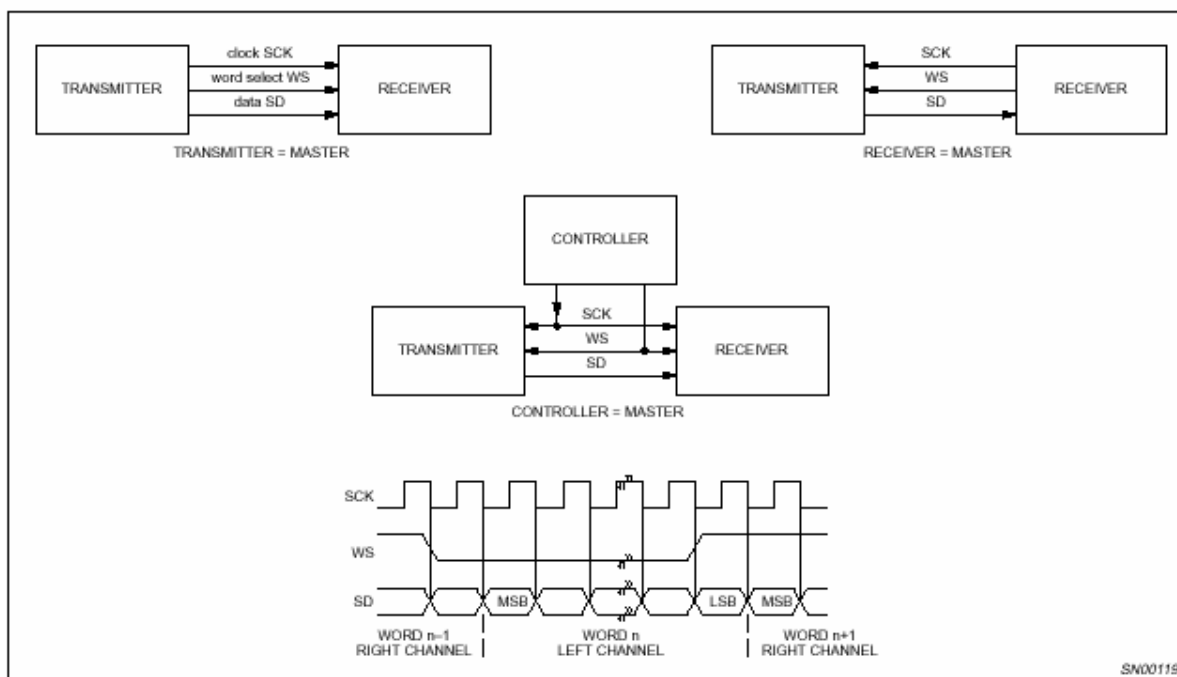 clock SCK
TRANSMITTER
word select WS
RECEIVER
data SD
TRANSMITTER = MASTER
SCK
TRANSMITTER
WS
RECEIVER
SD
RECEIVER = MASTER
CONTROLLER
SCK
TRANSMITTER
WS
RECEIVER
SD
CONTROLLER = MASTER
SCK
WS
SD
MSB
LSB
MSB
WORD n–1
RIGHT CHANNEL
WORD n
LEFT CHANNEL
WORD n+1
RIGHT CHANNEL
SN00119